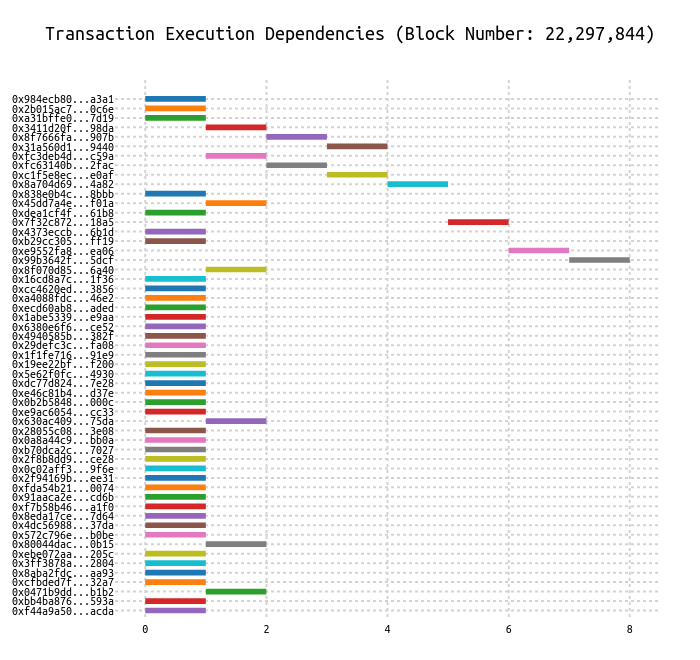 Transaction Execution Dependencies (Block Number: 22,297,844)
0x984ecb80...a3a1
0x2b015ac7...0c6e
0xa31bffe0...7d19
0x3411d20f...98da
0x8f7666fa...907b
0x31a560d1...9440
0xfc3deb4d...c59a
0xfc63140b...2fac
0xc1f5e8ec...e0af
0x8a704d69...4a82
0x838e0b4c...8bbb
0x45dd7a4e...f01a
0xdea1cf4f...61b8
0x7f32c872...18a5
0x4373eccb...6b1d
0xb29cc305...ff19
0xe9552fa8...ea06
0x99b3642f...5dcf
0x8f070d85...6a40
0x16cd8a7c...1f36
0xcc4620ed...3856
0xa4088fdc...46e2
0xecd60ab8...aded
0x1abe5339...e9aa
0x6380e6f6...ce52
0x4940585b...382f
0x29defc3c...fa08
0x1f1fe716...91e9
0x19ee22bf...f200
0x5e62f0fc...4930
0xdc77d824...7e28
0xe46c81b4...d37e
0x0b2b5848...000c
0xe9ac6054...cc33
0x630ac409...75da
0x28055c08...3e08
0x0a8a44c9...bb0a
0xb70dca2c...7027
0x2f8b8dd9...ce28
0x0c02aff3...9f6e
0x2f94169b...ee31
0xfda54b21...0074
0x91aaca2e...cd6b
0xf7b58b46...a1f0
0x8eda17ce...7d64
0x4dc56988...37da
0x572c796e...b0be
0x80044dac...0b15
0xebe072aa...205c
0x3ff3878a...2804
0x8aba2fdc...aa93
0xcfbded7f...32a7
0x0471b9dd...b1b2
0xbb4ba876...593a
0xf44a9a50...acda
0 2 4 6 8